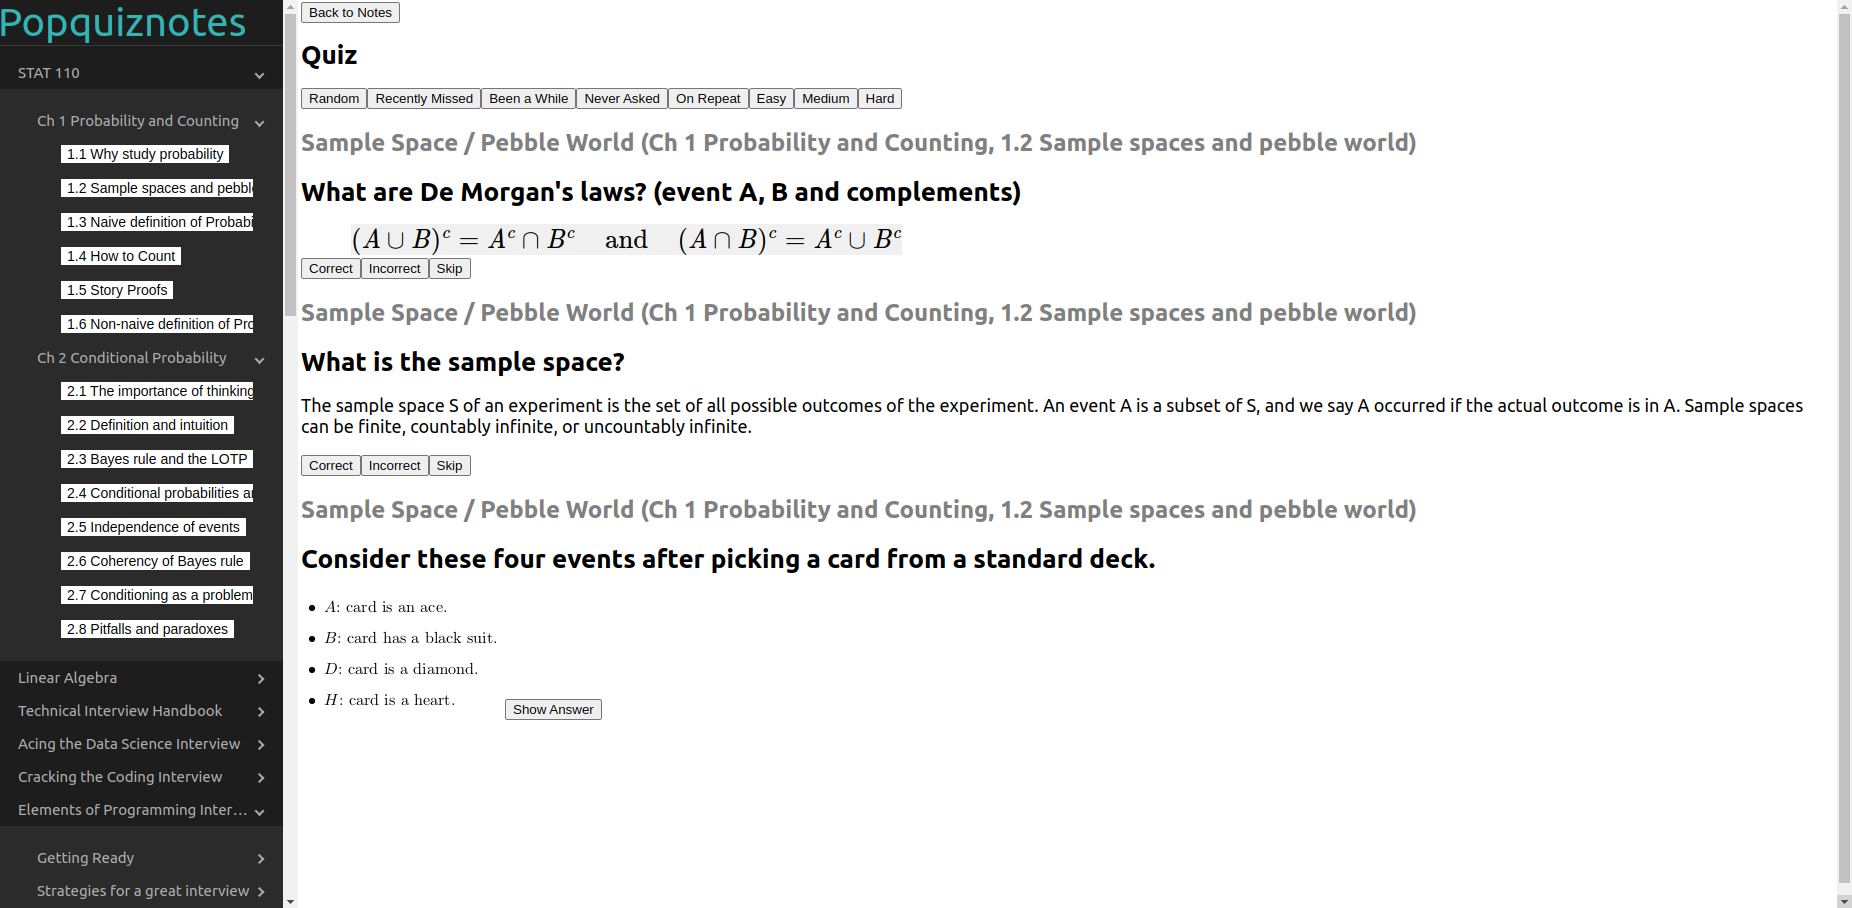 Popquiznotes
STAT 110
Ch 1 Probability and Counting
1.1 Why study probability
1.2 Sample spaces and pebbl
1.3 Naive definition of Probabi
1.4 How to Count
1.5 Story Proofs
1.6 Non-naive definition of Pro
Ch 2 Conditional Probability
2.1 The importance of thinking
2.2 Definition and intuition
2.3 Bayes rule and the LOTP
2.4 Conditional probabilities a
2.5 Independence of events
2.6 Coherency of Bayes rule
2.7 Conditioning as a problem
2.8 Pitfalls and paradoxes
Linear Algebra
Technical Interview Handbook
Acing the Data Science Interview
Cracking the Coding Interview
Elements of Programming Inter…
Getting Ready
Strategies for a great interview
Back to Notes
Quiz
Random Recently Missed Been a While Never Asked On Repeat Easy Medium Hard
Sample Space / Pebble World (Ch 1 Probability and Counting, 1.2 Sample spaces and pebble world)
What are De Morgan's laws? (event A, B and complements)
(A ∪ B)ᶜ = Aᶜ ∩ Bᶜ and (A ∩ B)ᶜ = Aᶜ ∪ Bᶜ
Correct Incorrect Skip
Sample Space / Pebble World (Ch 1 Probability and Counting, 1.2 Sample spaces and pebble world)
What is the sample space?
The sample space S of an experiment is the set of all possible outcomes of the experiment. An event A is a subset of S, and we say A occurred if the actual outcome is in A. Sample spaces
can be finite, countably infinite, or uncountably infinite.
Correct Incorrect Skip
Sample Space / Pebble World (Ch 1 Probability and Counting, 1.2 Sample spaces and pebble world)
Consider these four events after picking a card from a standard deck.
• A: card is an ace.
• B: card has a black suit.
• D: card is a diamond.
• H: card is a heart.
Show Answer